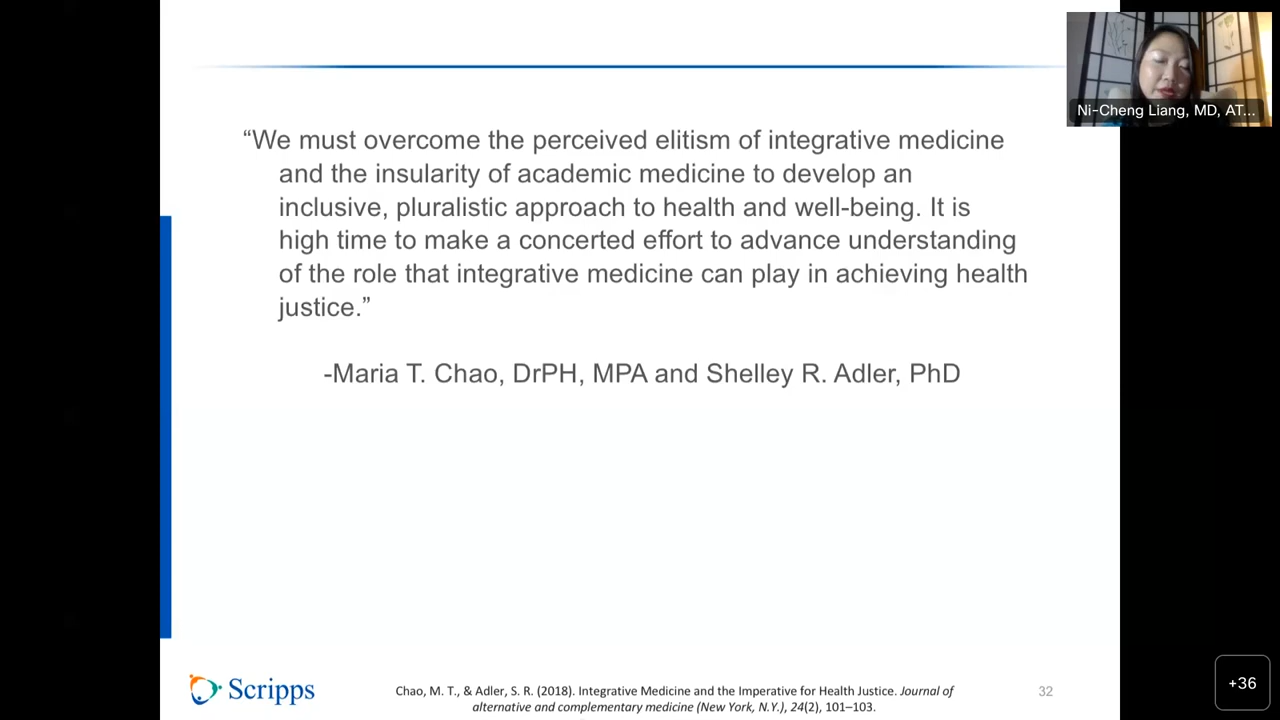 Ni-Cheng Liang, MD, AT...
“We must overcome the perceived elitism of integrative medicine
and the insularity of academic medicine to develop an
inclusive, pluralistic approach to health and well-being. It is
high time to make a concerted effort to advance understanding
of the role that integrative medicine can play in achieving health
justice.”
-Maria T. Chao, DrPH, MPA and Shelley R. Adler, PhD
Scripps
Chao, M. T., & Adler, S. R. (2018). Integrative Medicine and the Imperative for Health Justice. Journal of
alternative and complementary medicine (New York, N.Y.), 24(2), 101–103.
32
+36